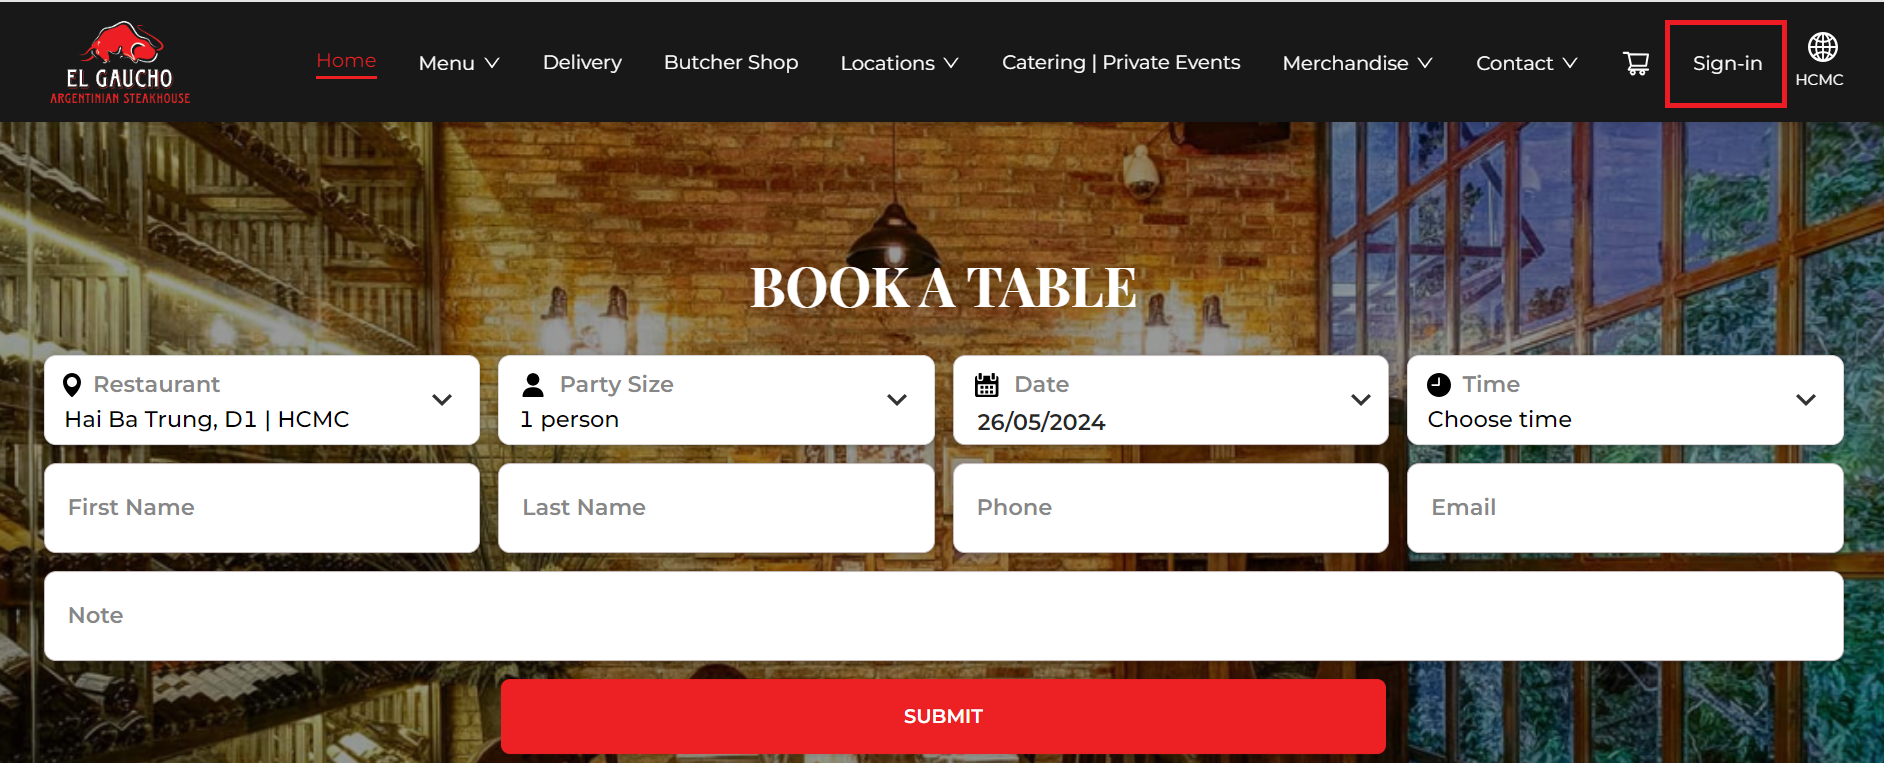 EL GAUCHO
ARGENTINIAN STEAKHOUSE
Home
Menu
Delivery
Butcher Shop
Locations
Catering | Private Events
Merchandise
Contact
Sign-in
HCMC
BOOK A TABLE
Restaurant
Hai Ba Trung, D1 | HCMC
Party Size
1 person
Date
26/05/2024
Time
Choose time
First Name
Last Name
Phone
Email
Note
SUBMIT